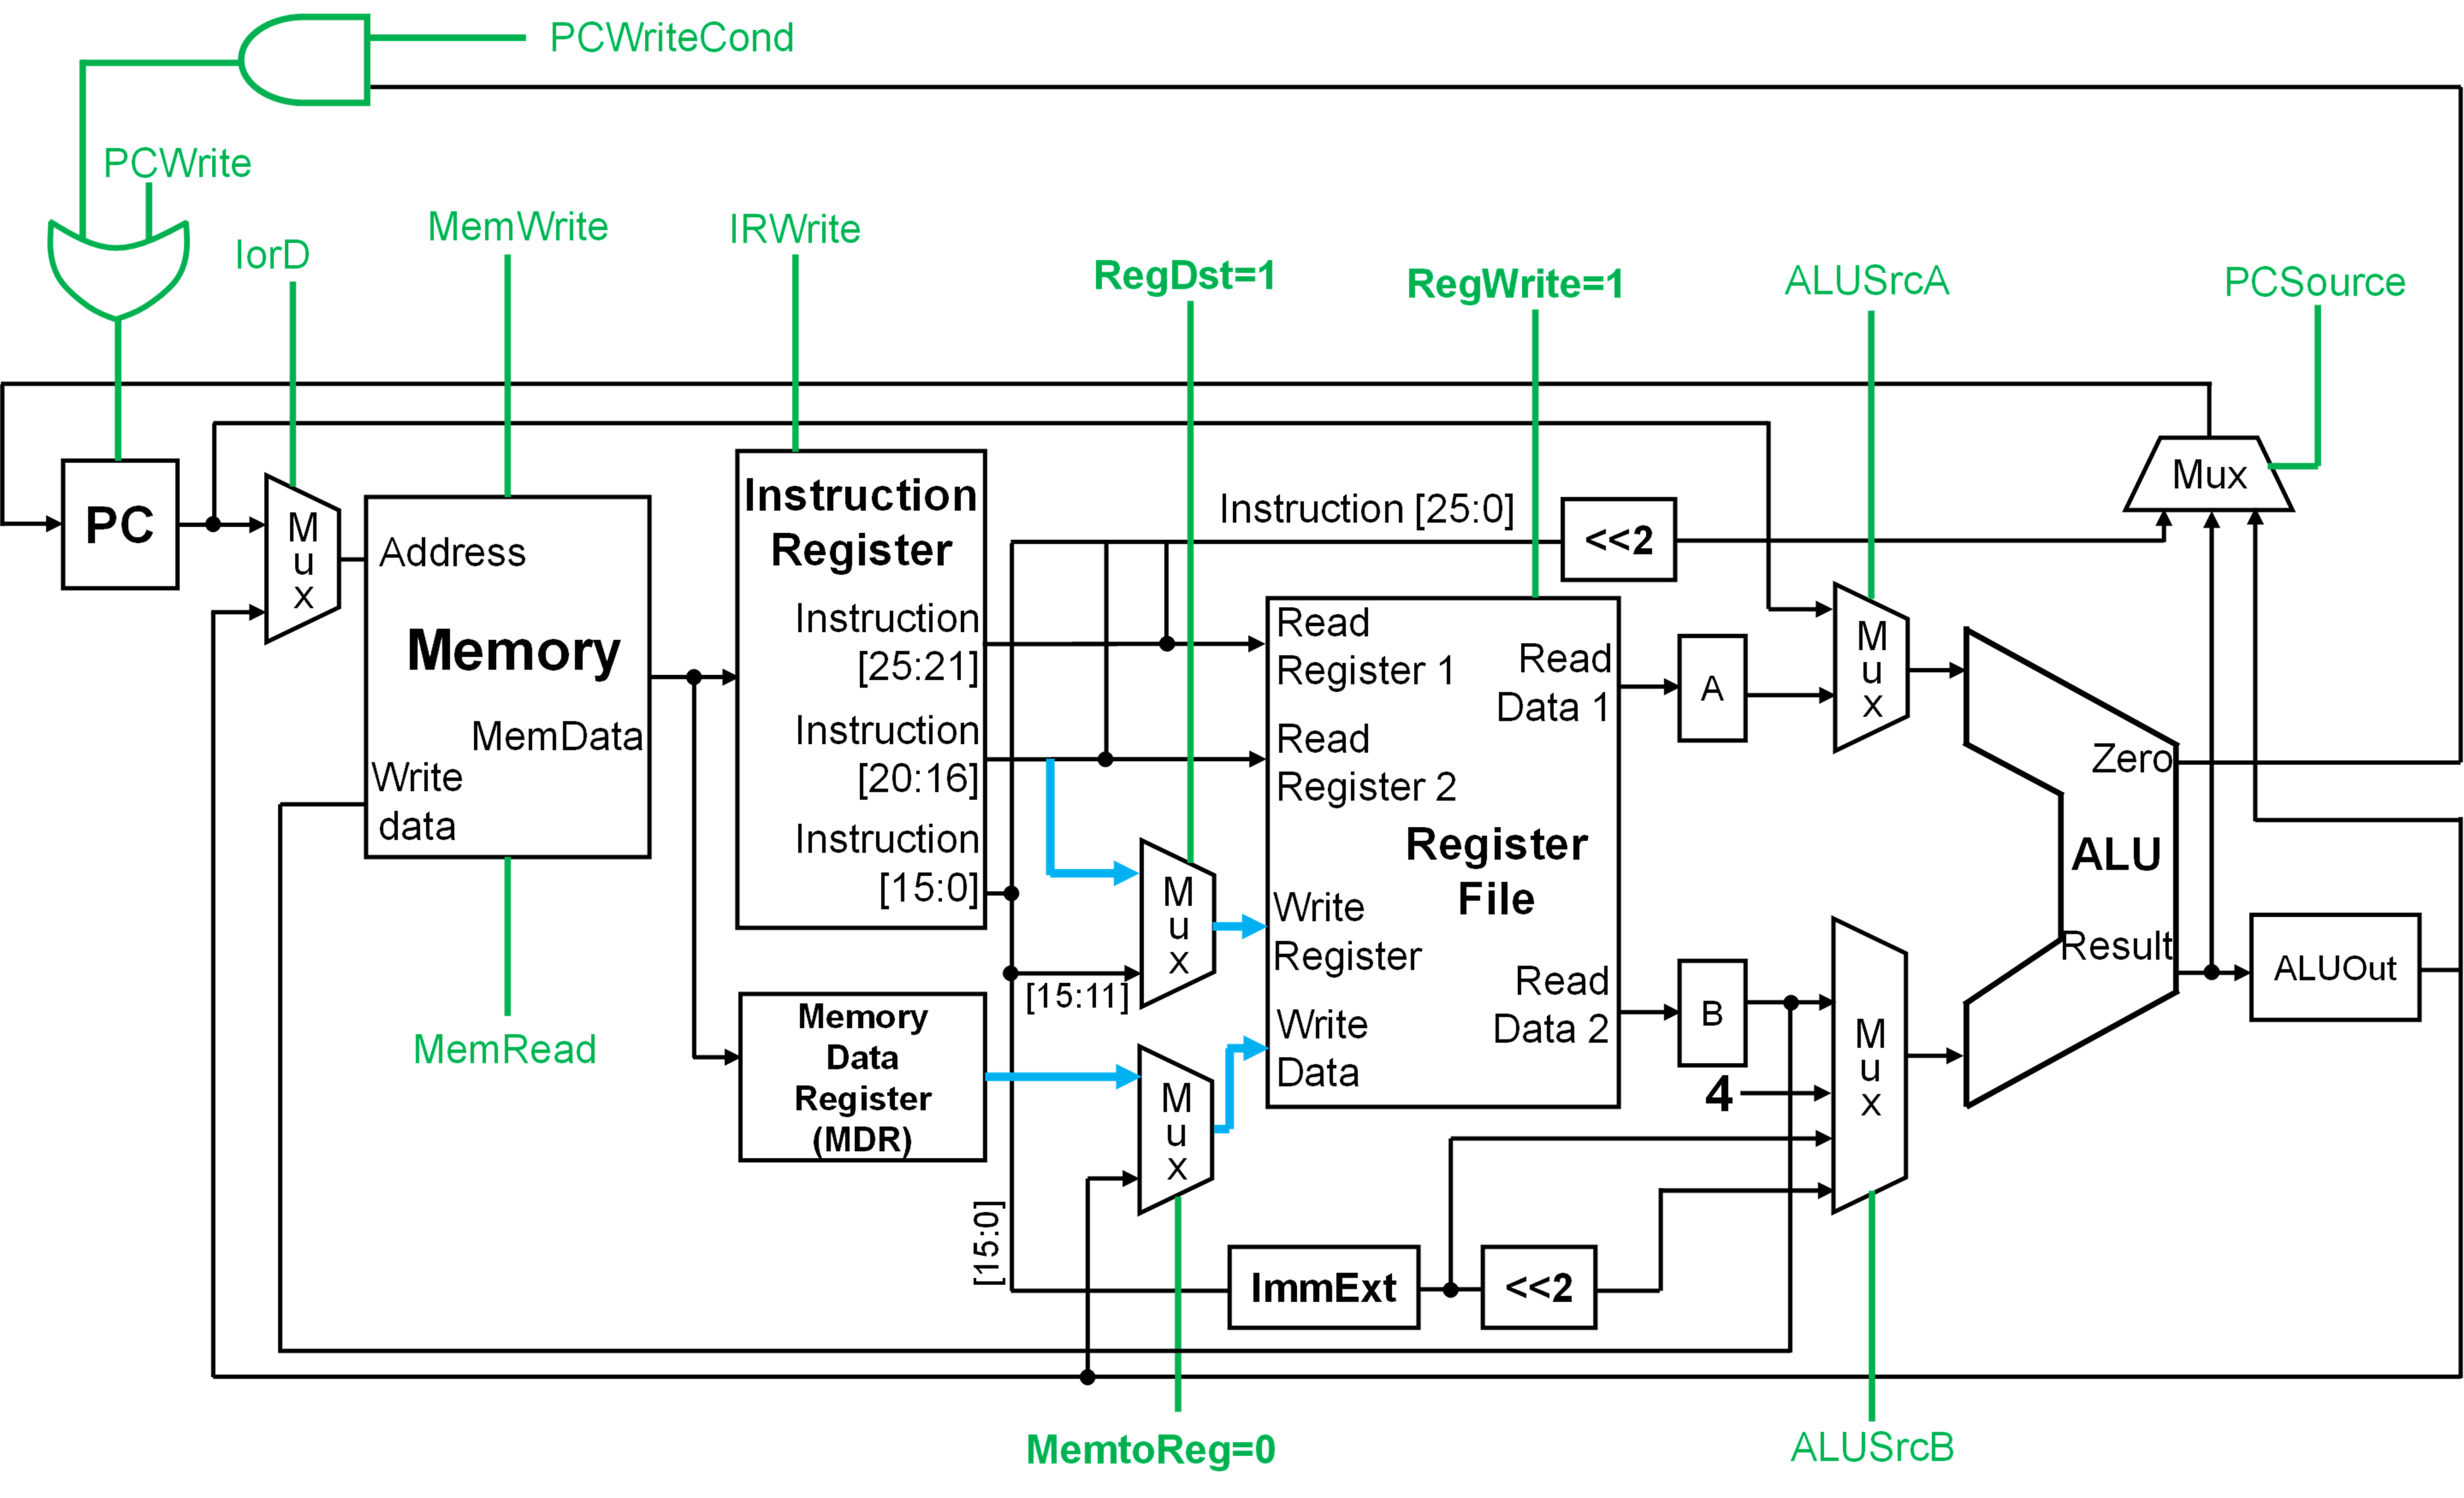 PCWriteCond
PCWrite
IorD
MemWrite
IRWrite
RegDst=1
RegWrite=1
ALUSrcA
PCSource
PC
M
u
x
Address
Memory
MemData
Write
data
MemRead
Instruction
Register
Instruction
[25:21]
Instruction
[20:16]
Instruction
[15:0]
Memory
Data
Register
(MDR)
Instruction [25:0]
<<2
Mux
M
u
x
[15:11]
M
u
x
[15:0]
MemtoReg=0
Read
Register 1
Read
Register 2
Register
File
Write
Register
Write
Data
Read
Data 1
Read
Data 2
A
B
4
M
u
x
M
u
x
Zero
ALU
Result
ALUOut
ImmExt
<<2
ALUSrcB